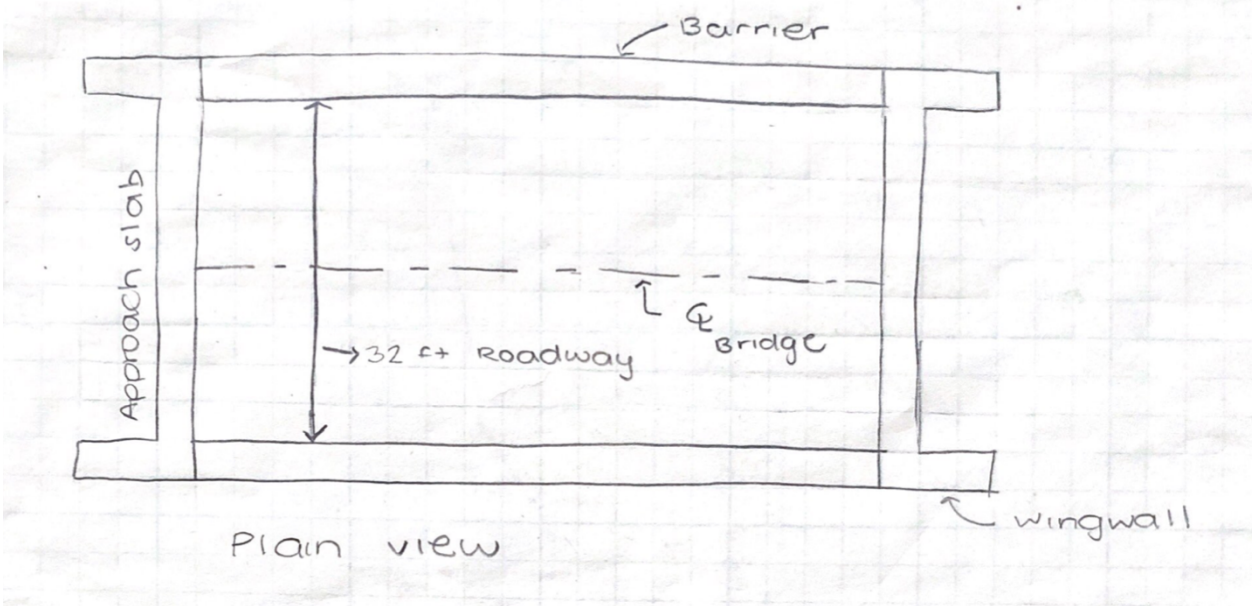 Barrier
Approach slab
℄
Bridge
→32 ft Roadway
wingwall
Plain view